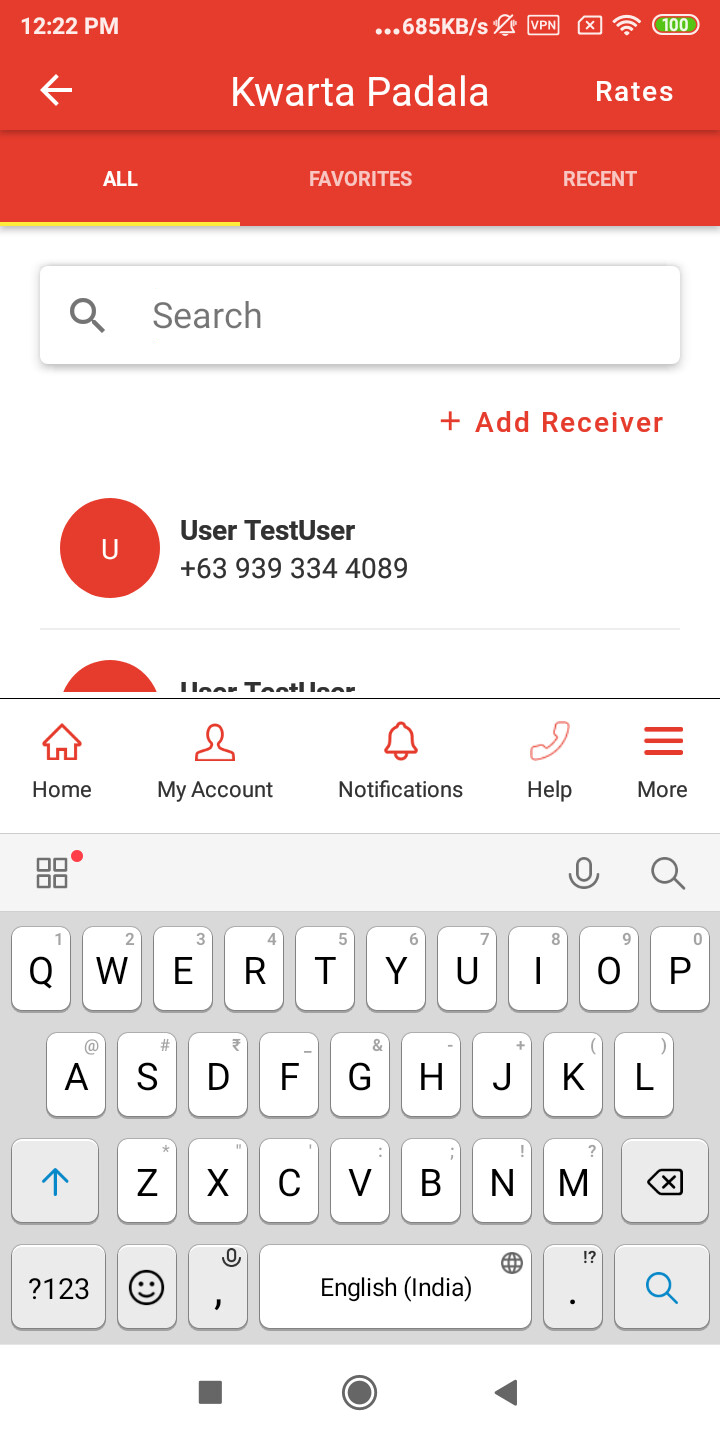 12:22 PM ...685KB/s VPN 100
Kwarta Padala Rates
ALL FAVORITES RECENT
Search
+ Add Receiver
U
User TestUser
+63 939 334 4089
User TestUser
Home My Account Notifications Help More
1 2 3 4 5 6 7 8 9 0
Q W E R T Y U I O P
@ # ₹ _ & - + ( )
A S D F G H J K L
* " ' : ; ! ?
Z X C V B N M
!?
?123 , English (India) .